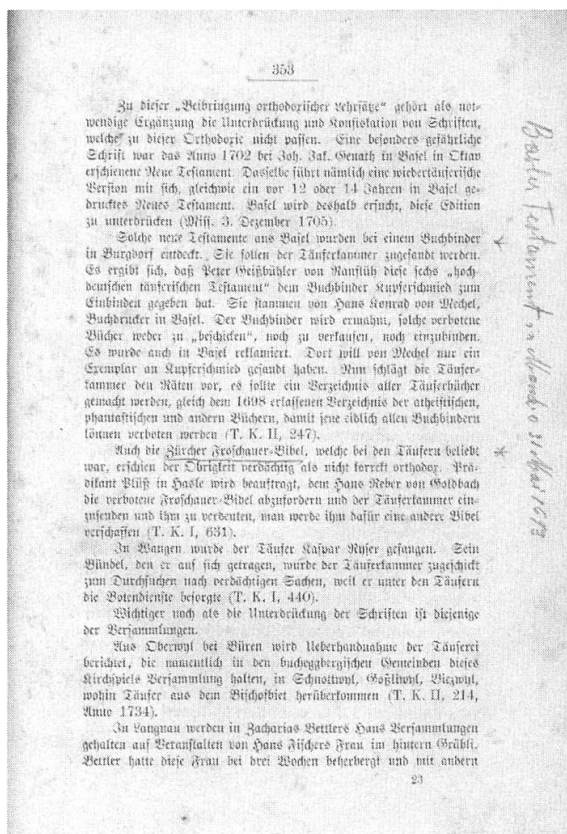 353
Zu dieser „Beibringung orthodoxischer Lehrsätze“ gehört als not-
wendige Ergänzung die Unterdrückung und Konfiskation von Schriften,
welche zu dieser Orthodoxie nicht passen. Eine besonders gefährliche
Schrift war das Anno 1702 bei Joh. Jak. Genath in Basel in Oktav
erschienene Neue Testament. Dasselbe führt nämlich eine wiedertäuferische
Version mit sich, gleichwie ein vor 12 oder 14 Jahren in Basel ge-
drucktes Neues Testament. Basel wird deshalb ersucht, diese Edition
zu unterdrücken (Miss. 3. Dezember 1705).
Solche neue Testamente aus Basel wurden bei einem Buchbinder
in Burgdorf entdeckt. Sie sollen der Täuferkammer zugesandt werden.
Es ergibt sich, daß Peter Geißbühler von Ranflüh diese sechs „hoch-
deutschen täuferischen Testament“ dem Buchbinder Kupferschmied zum
Einbinden gegeben hat. Sie stammen von Hans Konrad von Mechel,
Buchdrucker in Basel. Der Buchbinder wird ermahnt, solche verbotene
Bücher weder zu „beschicken“, noch zu verkaufen, noch einzubinden.
Es wurde auch in Basel reklamiert. Dort will von Mechel nur ein
Exemplar an Kupferschmied gesandt haben. Nun schlägt die Täufer-
kammer den Räten vor, es sollte ein Verzeichnis aller Täuferbücher
gemacht werden, gleich dem 1698 erlassenen Verzeichnis der atheistischen,
phantastischen und andern Büchern, damit jene eidlich allen Buchbindern
können verboten werden (T. K. II, 247).
Auch die Zürcher Froschauer-Bibel, welche bei den Täufern beliebt
war, erschien der Obrigkeit verdächtig als nicht korrekt orthodox. Prä-
dikant Plüß in Hasle wird beauftragt, dem Hans Reber von Goldbach
die verbotene Froschauer-Bibel abzufordern und der Täuferkammer ein-
zusenden und ihm zu verdeuten, man werde ihm dafür eine andere Bibel
verschaffen (T. K. I, 631).
In Wangen wurde der Täufer Kaspar Ryser gefangen. Sein
Bündel, den er auf sich getragen, wurde der Täuferkammer zugeschickt
zum Durchsuchen nach verdächtigen Sachen, weil er unter den Täufern
die Botendienste besorgte (T. K. I, 440).
Wichtiger noch als die Unterdrückung der Schriften ist diejenige
der Versammlungen.
Aus Oberwyl bei Büren wird Ueberhandnahme der Täuferei
berichtet, die namentlich in den bucheggbergischen Gemeinden dieses
Kirchspiels Versammlung halten, in Schnottwyl, Goßliwyl, Biezwyl,
wohin Täufer aus dem Bischofbiet herüberkommen (T. K. II, 214,
Anno 1734).
In Langnau werden in Zacharias Bettlers Haus Versammlungen
gehalten auf Veranstalten von Hans Fischers Frau im hintern Grübli.
Bettler hatte diese Frau bei drei Wochen beherbergt und mit andern
23
Basler Testament in